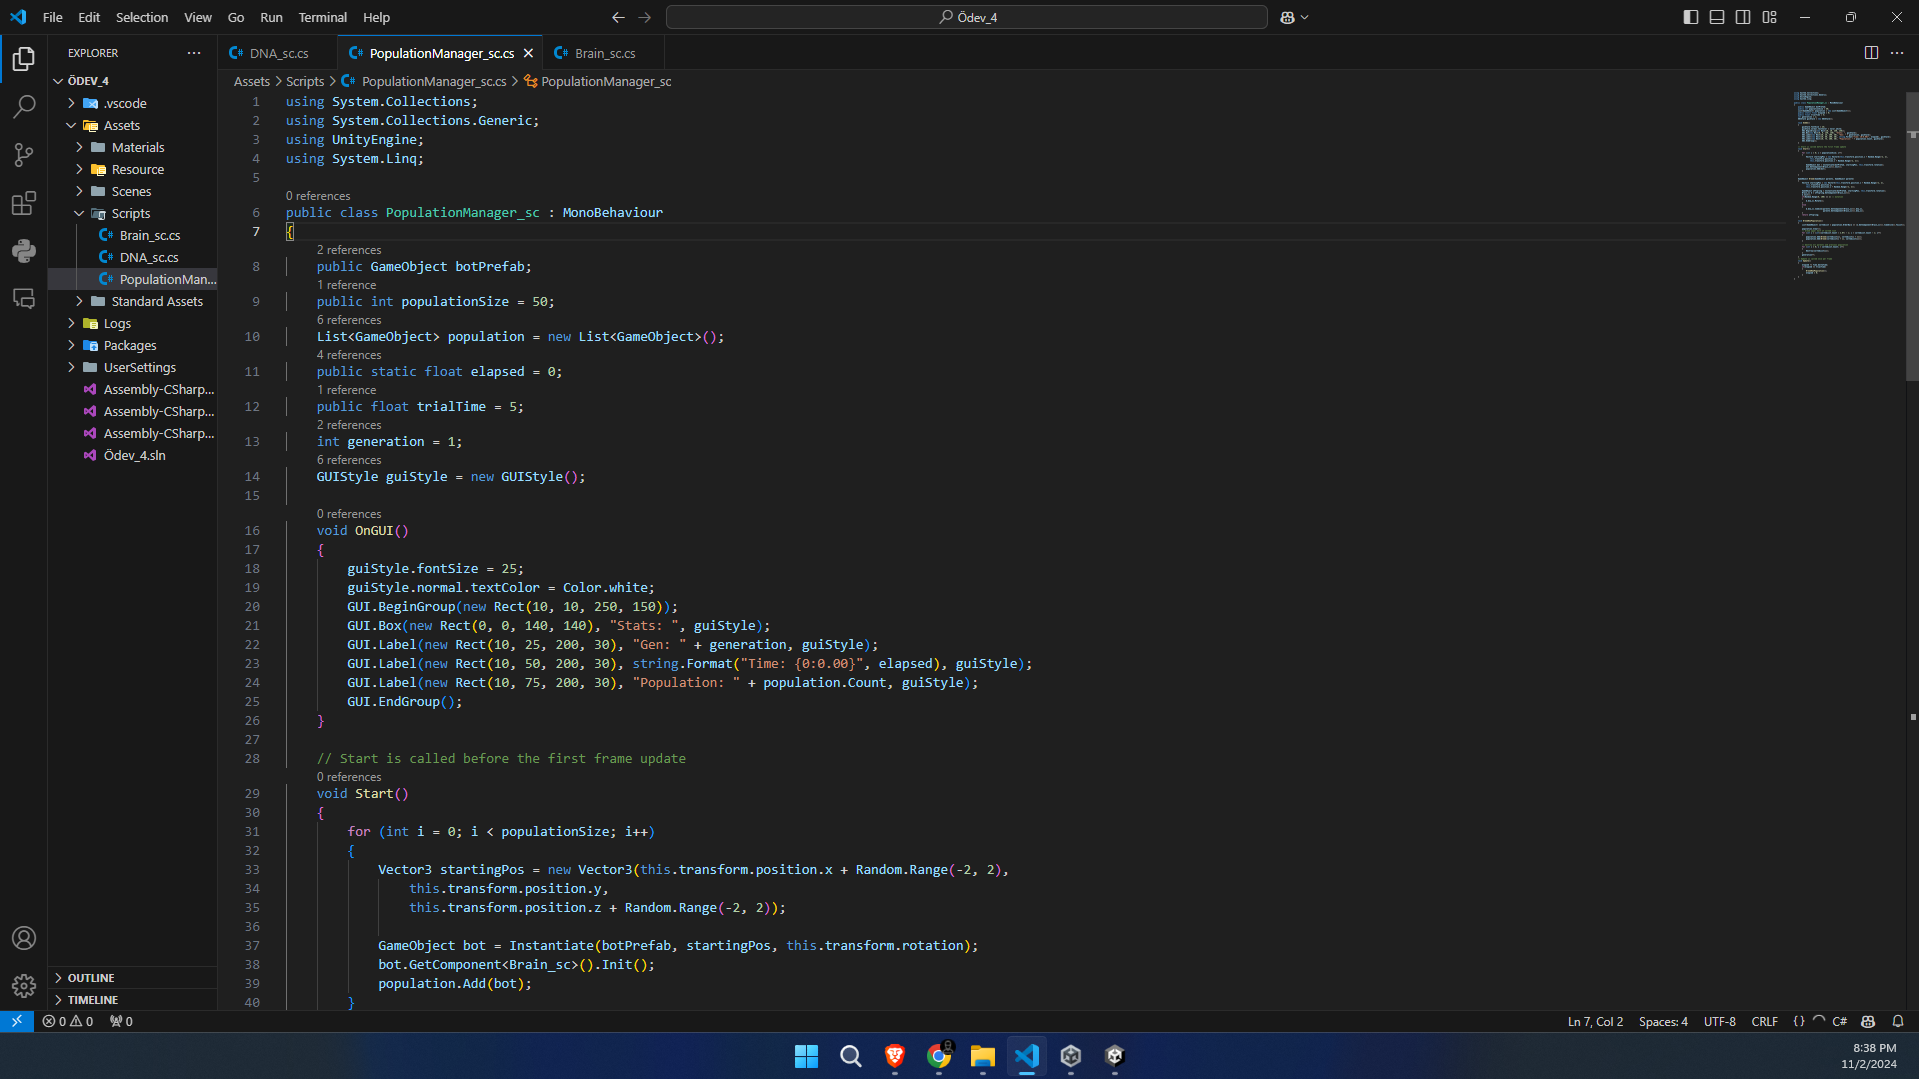 File Edit Selection View Go Run Terminal Help
Ödev_4
EXPLORER
ÖDEV_4
.vscode
Assets
Materials
Resource
Scenes
Scripts
Brain_sc.cs
DNA_sc.cs
PopulationMan...
Standard Assets
Logs
Packages
UserSettings
Assembly-CSharp...
Assembly-CSharp...
Assembly-CSharp...
Ödev_4.sln
OUTLINE
TIMELINE
DNA_sc.cs PopulationManager_sc.cs Brain_sc.cs
Assets > Scripts > PopulationManager_sc.cs > PopulationManager_sc
1 using System.Collections;
2 using System.Collections.Generic;
3 using UnityEngine;
4 using System.Linq;
5
0 references
6 public class PopulationManager_sc : MonoBehaviour
7 {
2 references
8 public GameObject botPrefab;
1 reference
9 public int populationSize = 50;
6 references
10 List<GameObject> population = new List<GameObject>();
4 references
11 public static float elapsed = 0;
1 reference
12 public float trialTime = 5;
2 references
13 int generation = 1;
6 references
14 GUIStyle guiStyle = new GUIStyle();
15
0 references
16 void OnGUI()
17 {
18 guiStyle.fontSize = 25;
19 guiStyle.normal.textColor = Color.white;
20 GUI.BeginGroup(new Rect(10, 10, 250, 150));
21 GUI.Box(new Rect(0, 0, 140, 140), "Stats: ", guiStyle);
22 GUI.Label(new Rect(10, 25, 200, 30), "Gen: " + generation, guiStyle);
23 GUI.Label(new Rect(10, 50, 200, 30), string.Format("Time: {0:0.00}", elapsed), guiStyle);
24 GUI.Label(new Rect(10, 75, 200, 30), "Population: " + population.Count, guiStyle);
25 GUI.EndGroup();
26 }
27
28 // Start is called before the first frame update
0 references
29 void Start()
30 {
31 for (int i = 0; i < populationSize; i++)
32 {
33 Vector3 startingPos = new Vector3(this.transform.position.x + Random.Range(-2, 2),
34 this.transform.position.y,
35 this.transform.position.z + Random.Range(-2, 2));
36
37 GameObject bot = Instantiate(botPrefab, startingPos, this.transform.rotation);
38 bot.GetComponent<Brain_sc>().Init();
39 population.Add(bot);
40 }
0 0 0
Ln 7, Col 2 Spaces: 4 UTF-8 CRLF {} C#
8:38 PM
11/2/2024